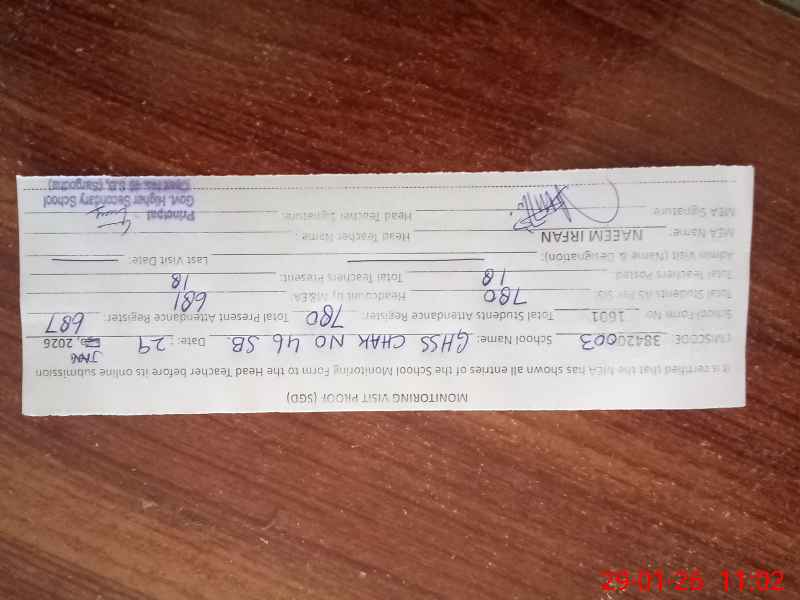 MONITORING VISIT PROOF (SGD)
It is certified that the MEA has shown all entries of the School Monitoring Form to the Head Teacher before its online submission
EMISCODE: 38420003 School Name: GHSS CHAK NO 46 SB. Date: 29 JAN 2026
School Form No. 1601 Total Students Attendance Register: 780 Total Present Attendance Register: 687
Total Students As Per SIS: 780 Headcount by M&EA: 681
Total Teachers Posted: 18 Total Teachers Present: 18
Admin Visit (Name & Designation): Last Visit Date:
MEA Name: NAEEM IRFAN Head Teacher Name:
MEA Signature: Head Teacher Signature:
Principal
Govt. Higher Secondary School
S.B. (Sargodha)
29-01-26 11:02